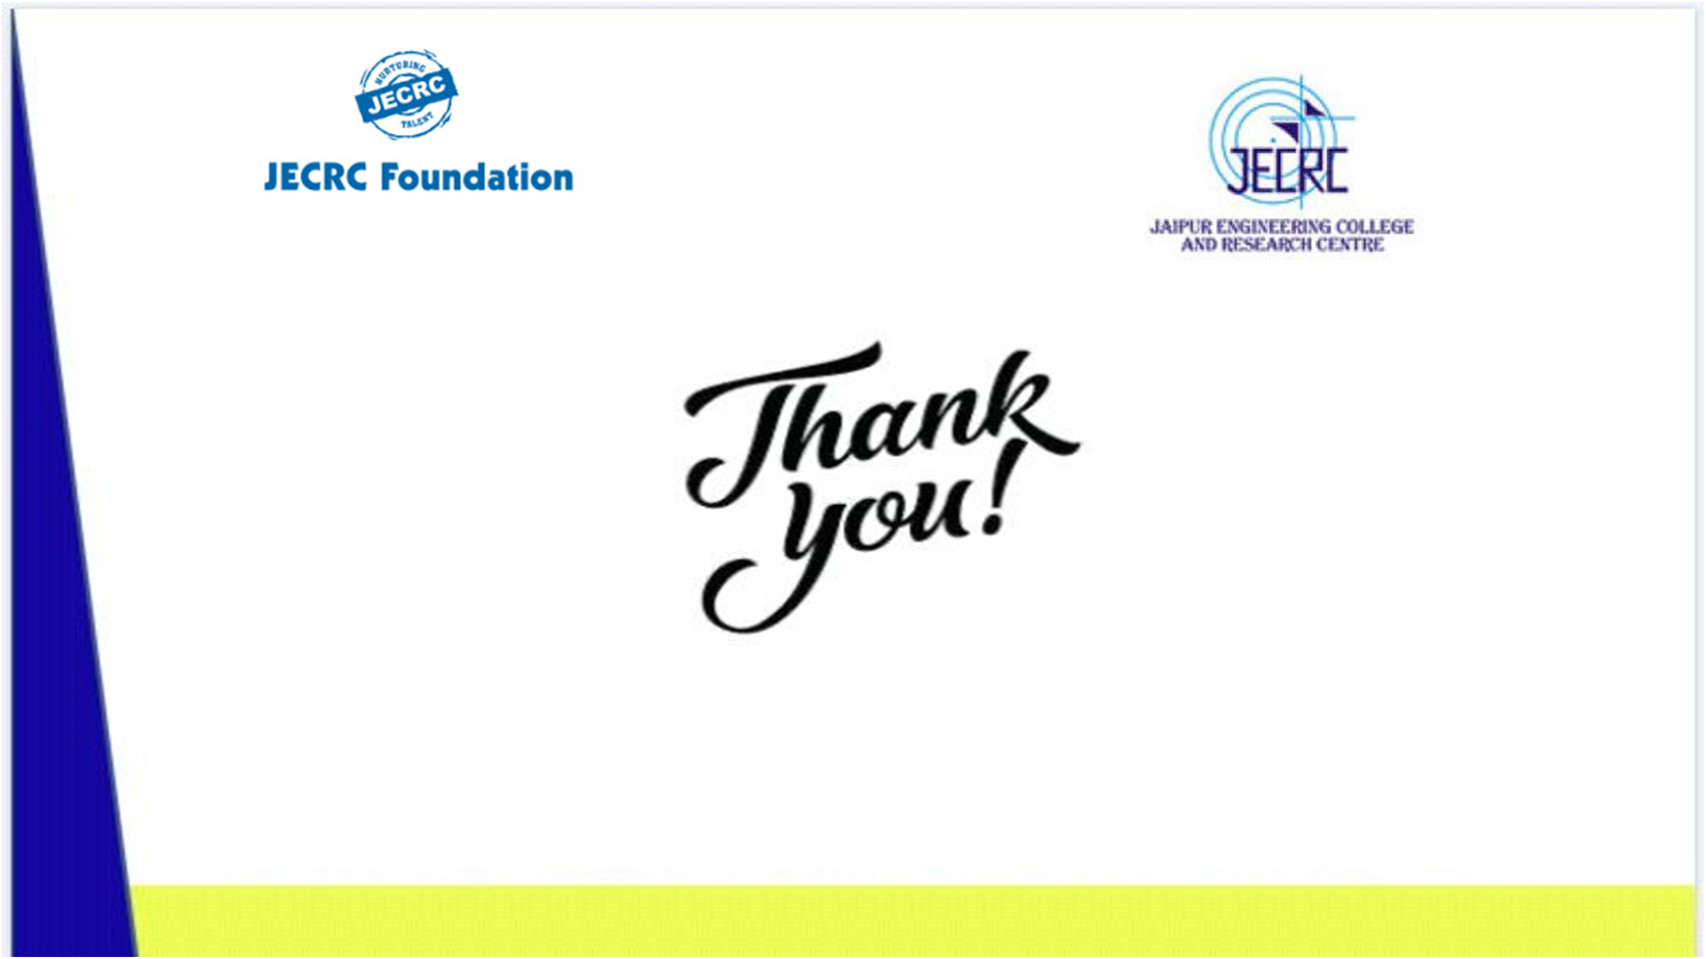 NURTURING
JECRC
TALENT
JECRC Foundation
JECRC
JAIPUR ENGINEERING COLLEGE
AND RESEARCH CENTRE
Thank
you!